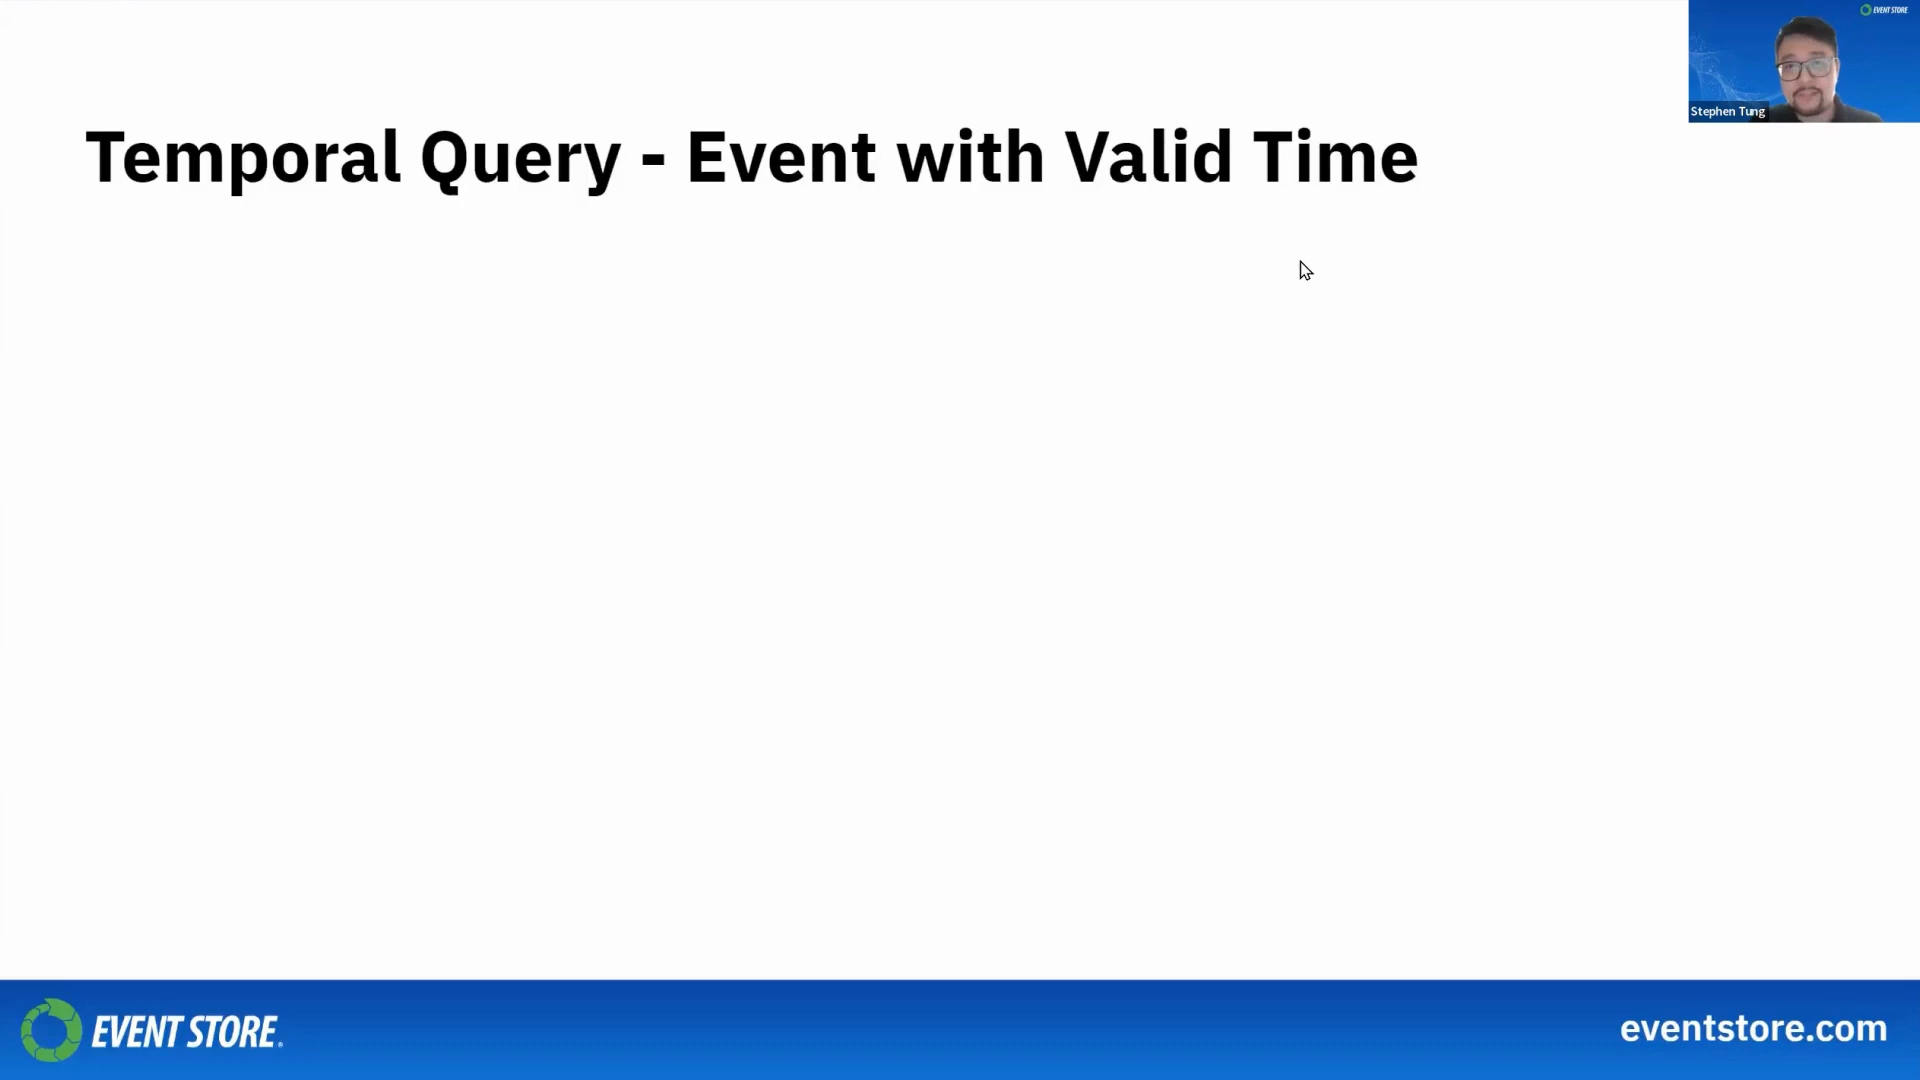 EVENT STORE
Stephen Tung
Temporal Query - Event with Valid Time
EVENT STORE®
eventstore.com